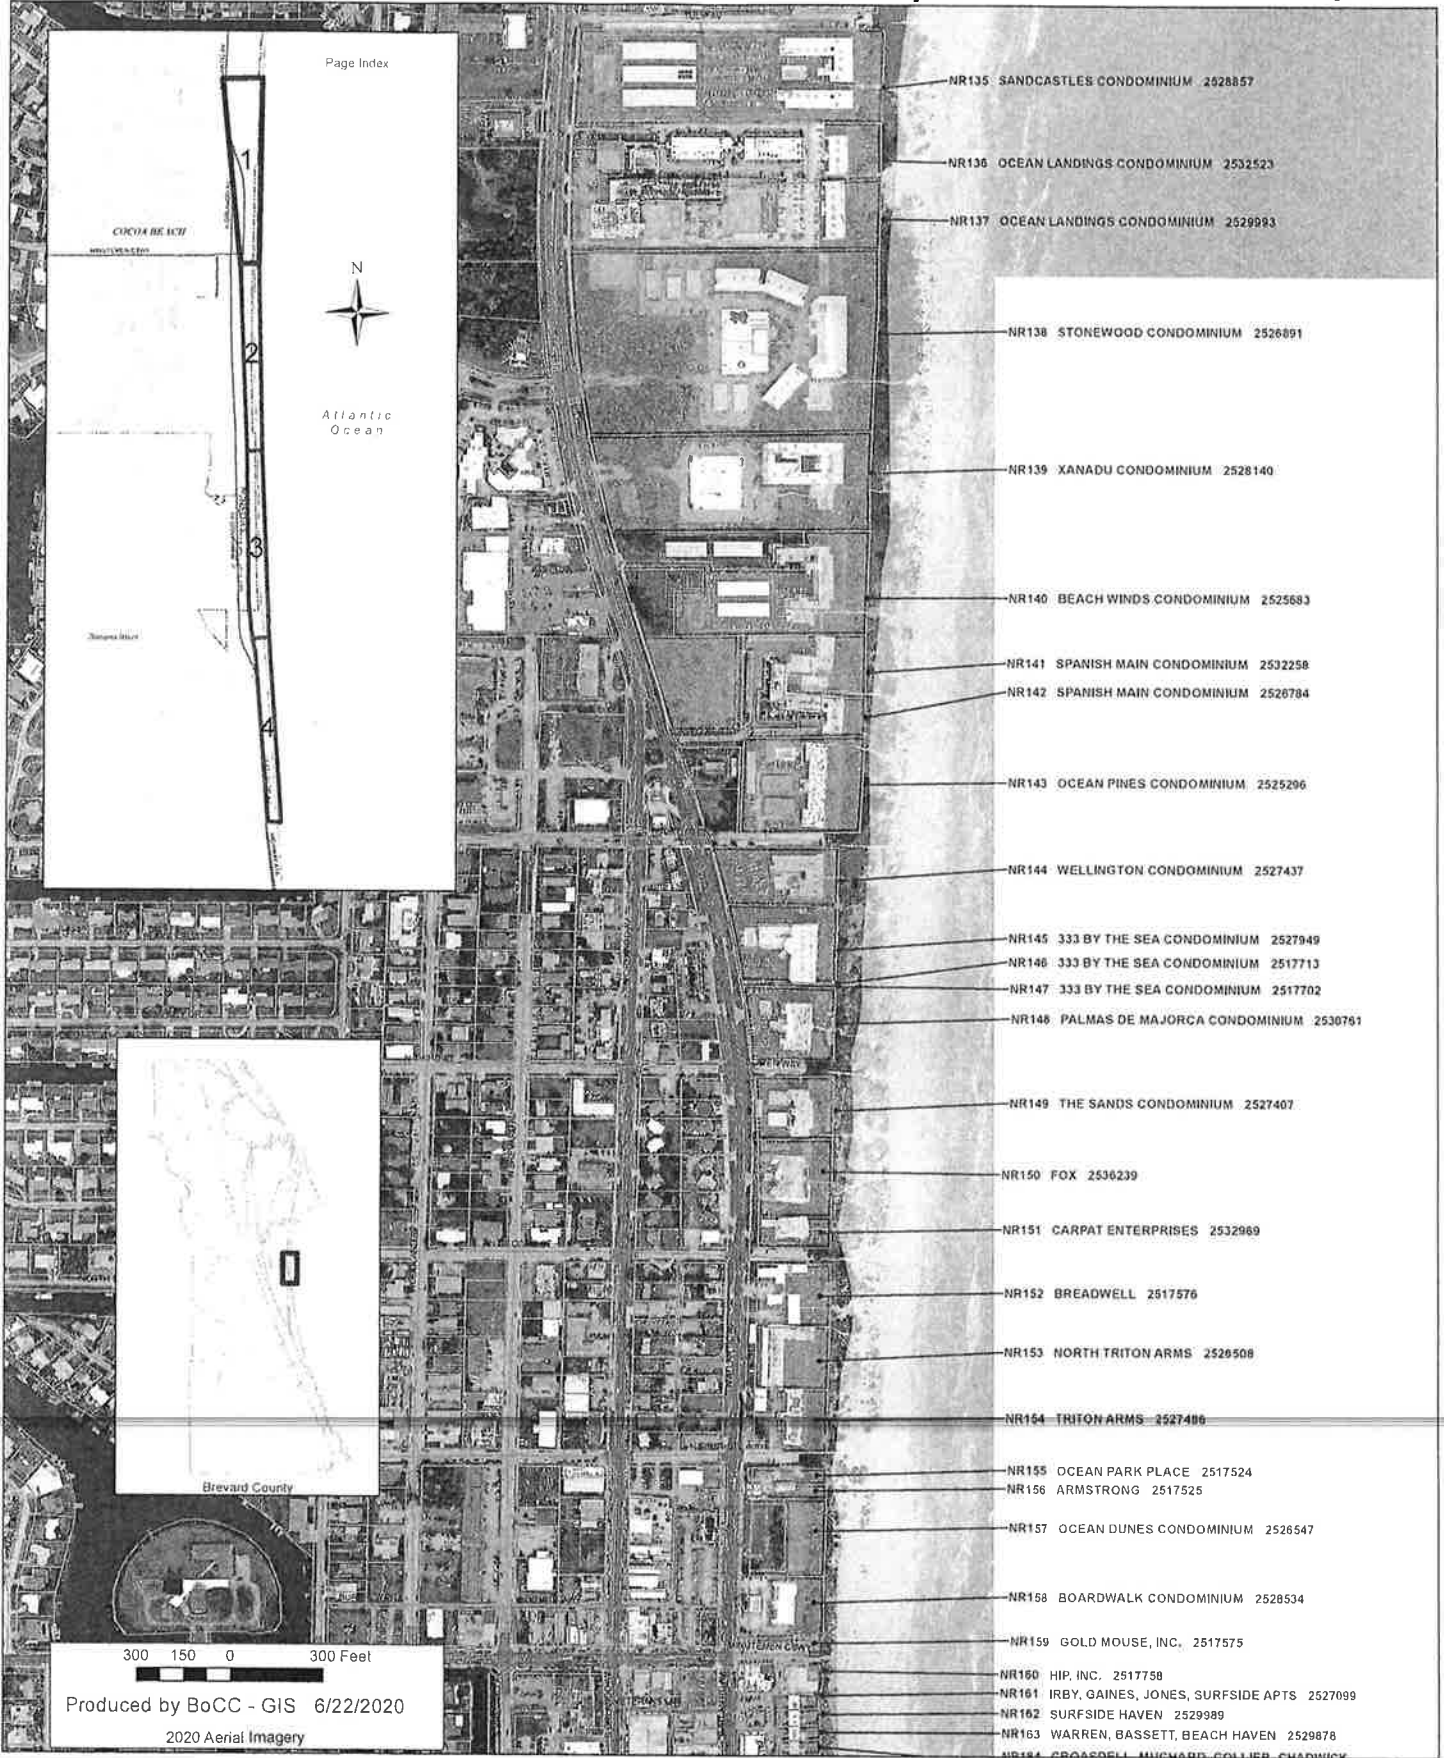 Page Index
1
COCOA BEACH
N
2
Atlantic
Ocean
3
Banana River
4
NR135 SANDCASTLES CONDOMINIUM 2528857
NR136 OCEAN LANDINGS CONDOMINIUM 2532523
NR137 OCEAN LANDINGS CONDOMINIUM 2529993
NR138 STONEWOOD CONDOMINIUM 2526891
NR139 XANADU CONDOMINIUM 2528140
NR140 BEACH WINDS CONDOMINIUM 2525683
NR141 SPANISH MAIN CONDOMINIUM 2532258
NR142 SPANISH MAIN CONDOMINIUM 2526784
NR143 OCEAN PINES CONDOMINIUM 2525296
NR144 WELLINGTON CONDOMINIUM 2527437
NR145 333 BY THE SEA CONDOMINIUM 2527949
NR146 333 BY THE SEA CONDOMINIUM 2517713
NR147 333 BY THE SEA CONDOMINIUM 2517702
NR148 PALMAS DE MAJORCA CONDOMINIUM 2530761
NR149 THE SANDS CONDOMINIUM 2527407
NR150 FOX 2536239
NR151 CARPAT ENTERPRISES 2532969
NR152 BREADWELL 2517576
NR153 NORTH TRITON ARMS 2526508
NR154 TRITON ARMS 2527486
NR155 OCEAN PARK PLACE 2517524
NR156 ARMSTRONG 2517525
NR157 OCEAN DUNES CONDOMINIUM 2526547
NR158 BOARDWALK CONDOMINIUM 2528534
NR159 GOLD MOUSE, INC. 2517575
NR160 HIP, INC. 2517758
NR161 IRBY, GAINES, JONES, SURFSIDE APTS 2527099
NR162 SURFSIDE HAVEN 2529989
NR163 WARREN, BASSETT, BEACH HAVEN 2529878
Brevard County
300 150 0 300 Feet
Produced by BoCC - GIS 6/22/2020
2020 Aerial Imagery